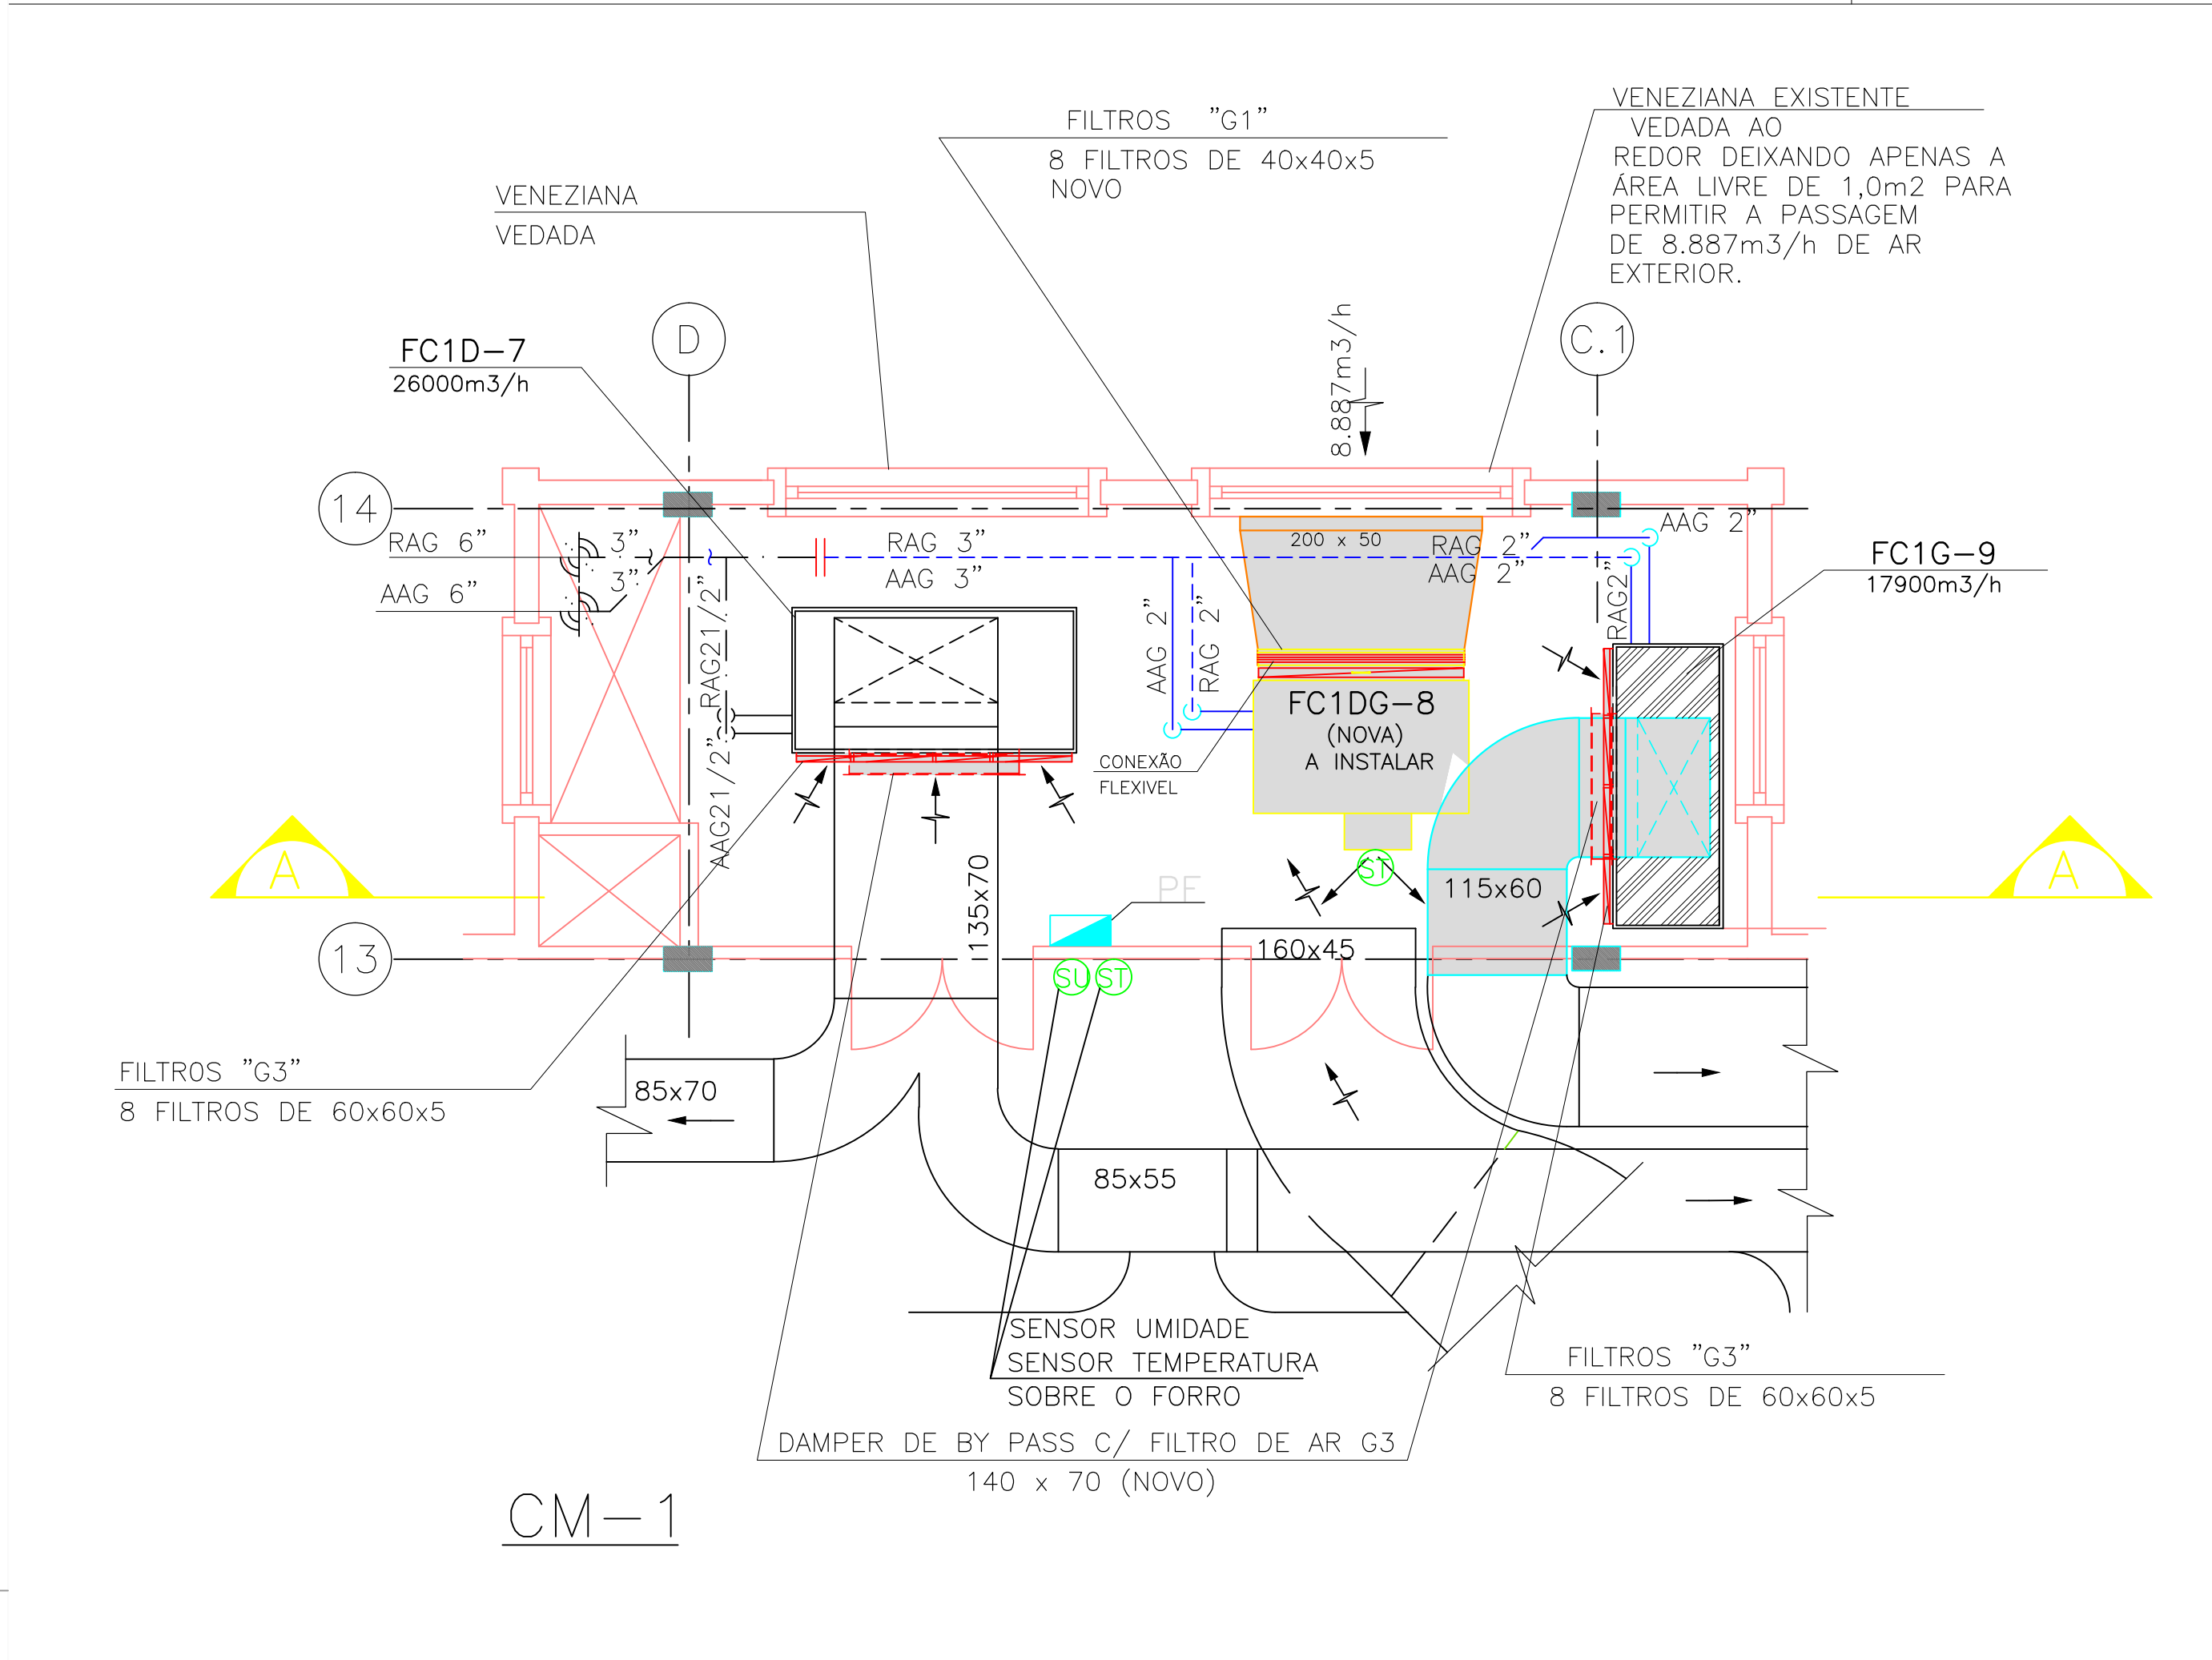 FILTROS "G1"
8 FILTROS DE 40x40x5
NOVO
VENEZIANA EXISTENTE
VEDADA AO
REDOR DEIXANDO APENAS A
ÁREA LIVRE DE 1,0m2 PARA
PERMITIR A PASSAGEM
DE 8.887m3/h DE AR
EXTERIOR.
VENEZIANA
VEDADA
FC1D-7
26000m3/h
D
8.887m3/h
C.1
14
RAG 6"
3"
AAG 6"
3"
RAG 3"
AAG 3"
200 x 50
RAG 2"
AAG 2"
AAG 2"
RAG2"
FC1G-9
17900m3/h
RAG21/2"
AAG21/2"
AAG 2"
RAG 2"
FC1DG-8
(NOVA)
A INSTALAR
CONEXÃO
FLEXIVEL
A
A
ST
PF
115x60
135x70
160x45
13
SU
ST
FILTROS "G3"
8 FILTROS DE 60x60x5
85x70
85x55
SENSOR UMIDADE
SENSOR TEMPERATURA
SOBRE O FORRO
FILTROS "G3"
8 FILTROS DE 60x60x5
DAMPER DE BY PASS C/ FILTRO DE AR G3
140 x 70 (NOVO)
CM-1